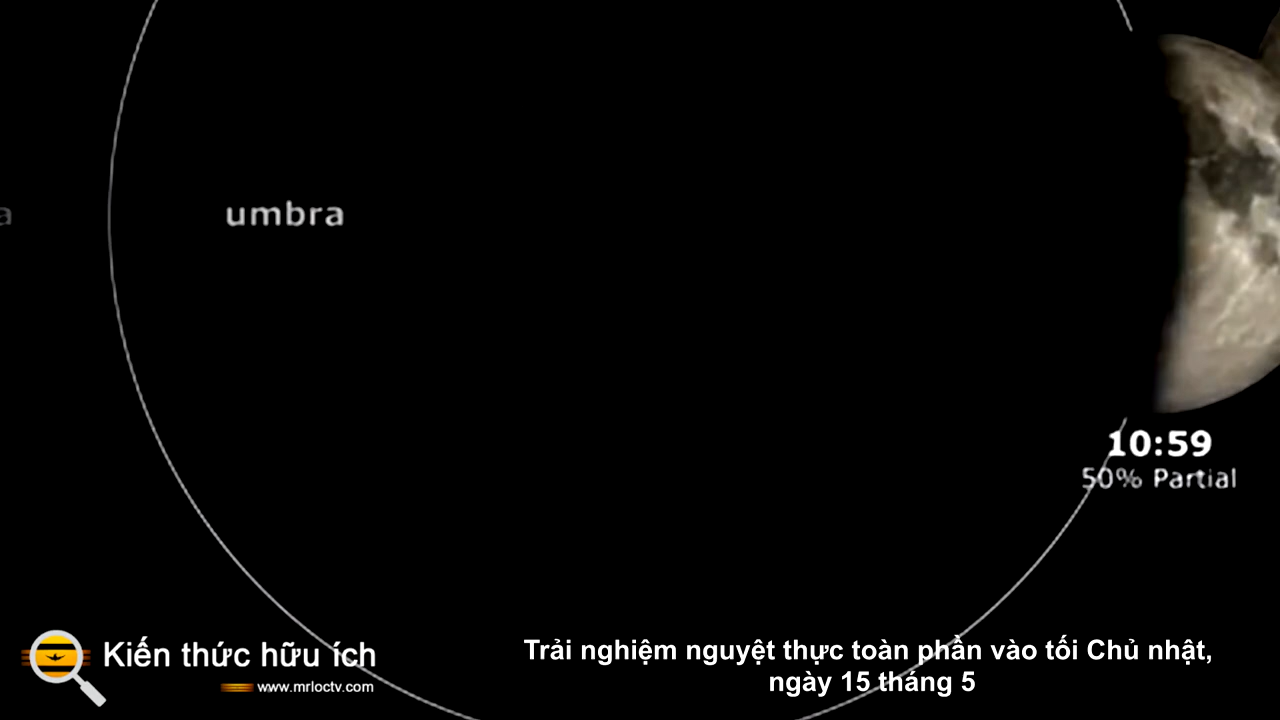 a
umbra
10:59
50% Partial
Kiến thức hữu ích
www.mrloctv.com
Trải nghiệm nguyệt thực toàn phần vào tối Chủ nhật,
ngày 15 tháng 5